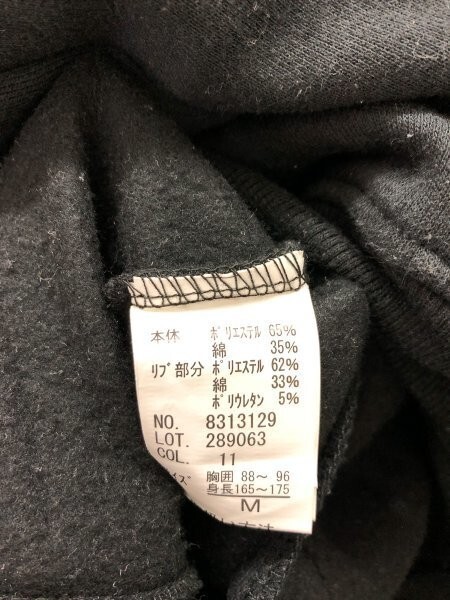 本体 ポリエステル 65%
綿 35%
リブ部分 ポリエステル 62%
綿 33%
ポリウレタン 5%
NO. 8313129
LOT. 289063
COL. 11
イズ 胸囲 88～ 96
身長165～175
M